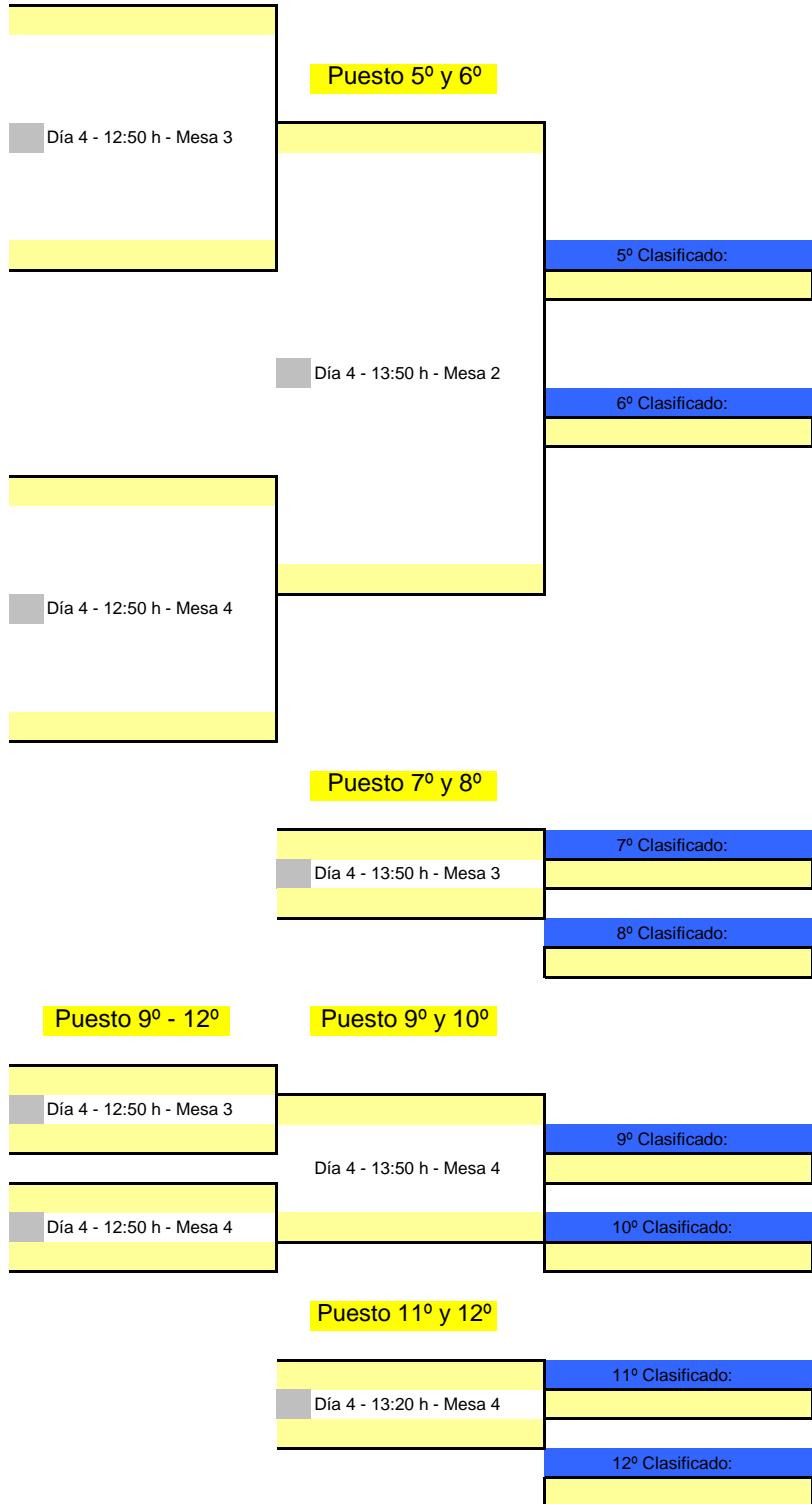 Puesto 5º y 6º
Día 4 - 12:50 h - Mesa 3
5º Clasificado:
Día 4 - 13:50 h - Mesa 2
6º Clasificado:
Día 4 - 12:50 h - Mesa 4
Puesto 7º y 8º
7º Clasificado:
Día 4 - 13:50 h - Mesa 3
8º Clasificado:
Puesto 9º - 12º
Puesto 9º y 10º
Día 4 - 12:50 h - Mesa 3
9º Clasificado:
Día 4 - 13:50 h - Mesa 4
Día 4 - 12:50 h - Mesa 4
10º Clasificado:
Puesto 11º y 12º
11º Clasificado:
Día 4 - 13:20 h - Mesa 4
12º Clasificado: